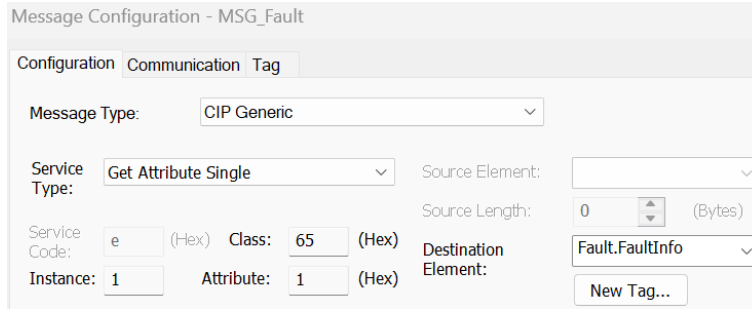 Message Configuration - MSG_Fault
Configuration Communication Tag
Message Type: CIP Generic
Service Type: Get Attribute Single Source Element:
Source Length: 0 (Bytes)
Service Code: e (Hex) Class: 65 (Hex) Destination Element: Fault.FaultInfo
Instance: 1 Attribute: 1 (Hex)
New Tag...